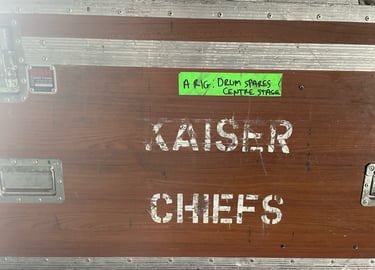 A RIG: DRUM SPARES
CENTRE STAGE
KAISER
CHIEFS